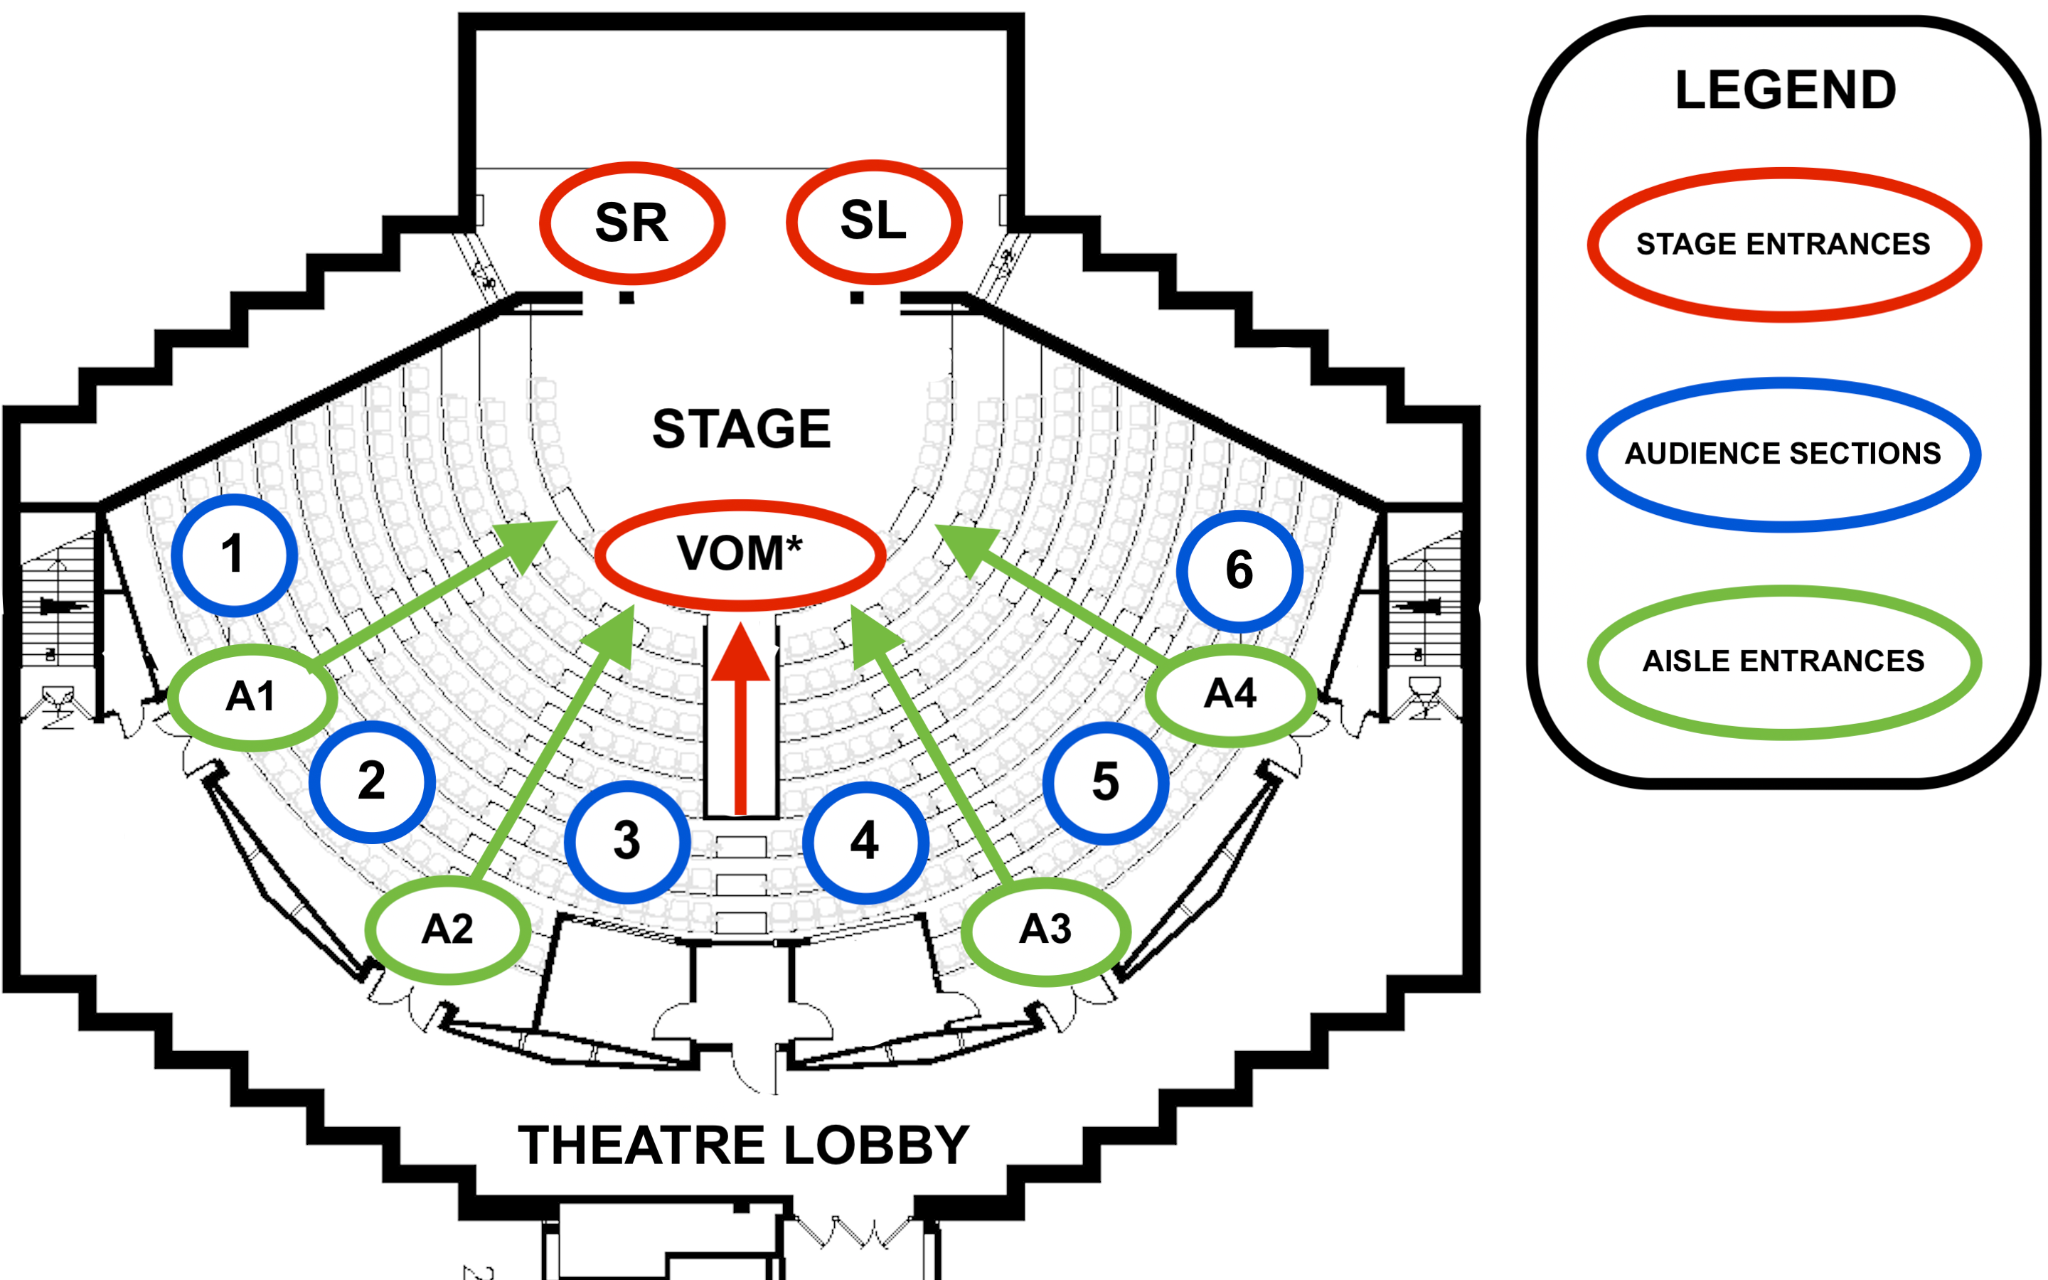 LEGEND
STAGE ENTRANCES
AUDIENCE SECTIONS
AISLE ENTRANCES
SR
SL
STAGE
VOM*
1
6
A1
A4
2
5
3
4
A2
A3
THEATRE LOBBY